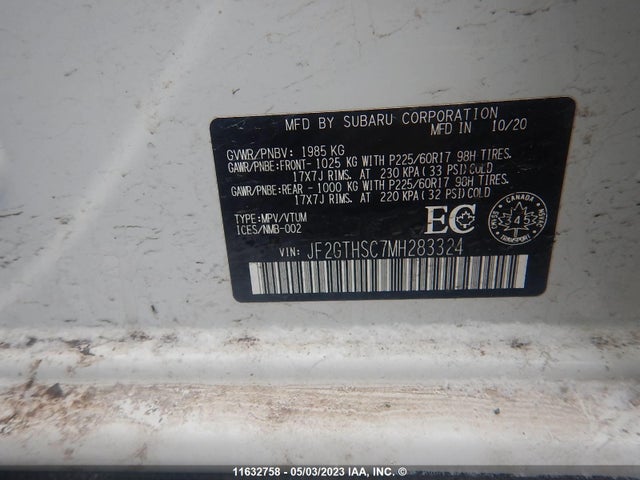 MFD BY SUBARU CORPORATION
MFD IN 10/20
GVWR/PNBV: 1985 KG
GAWR/PNBE:FRONT- 1025 KG WITH P225/60R17 98H TIRES.
17X7J RIMS. AT 230 KPA( 33 PSI)COLD
GAWR/PNBE:REAR - 1000 KG WITH P225/60R17 98H TIRES.
17X7J RIMS. AT 220 KPA( 32 PSI)COLD
TYPE:MPV/VTUM
ICES/NMB-002
EC
CANADA
4
VIN: JF2GTHSC7MH283324
11632758 - 05/03/2023 IAA, INC. ©